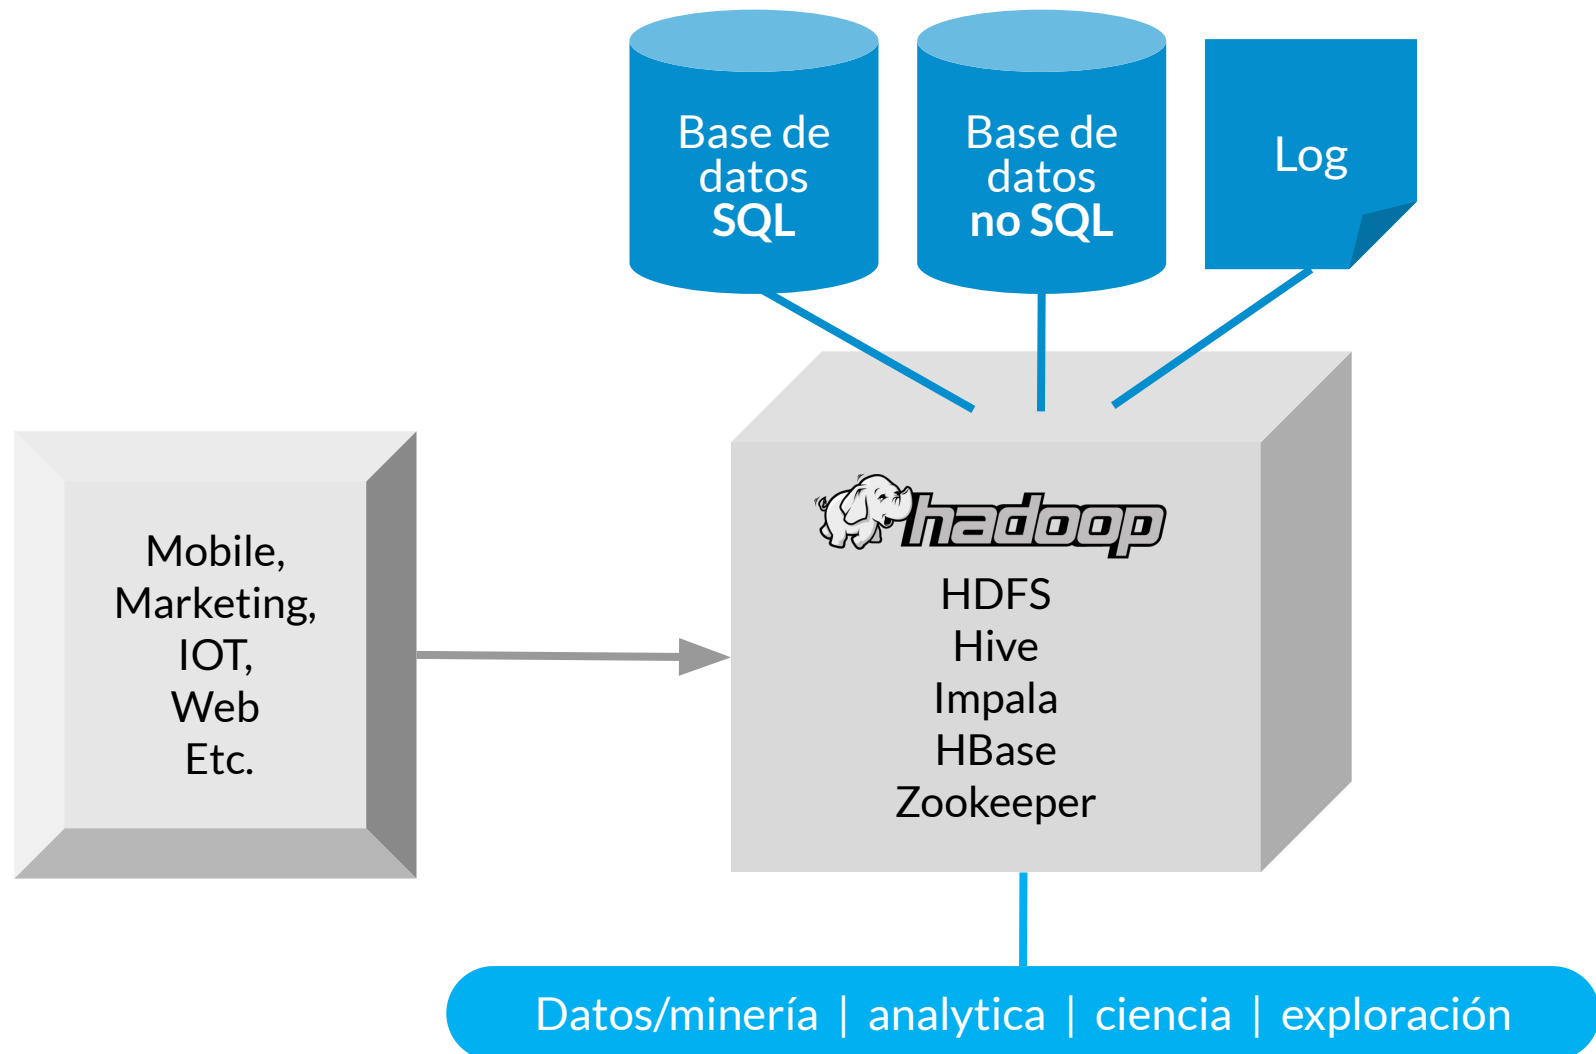 Base de
datos
SQL
Base de
datos
no SQL
Log
Mobile,
Marketing,
IOT,
Web
Etc.
hadoop
HDFS
Hive
Impala
HBase
Zookeeper
Datos/minería | analytica | ciencia | exploración